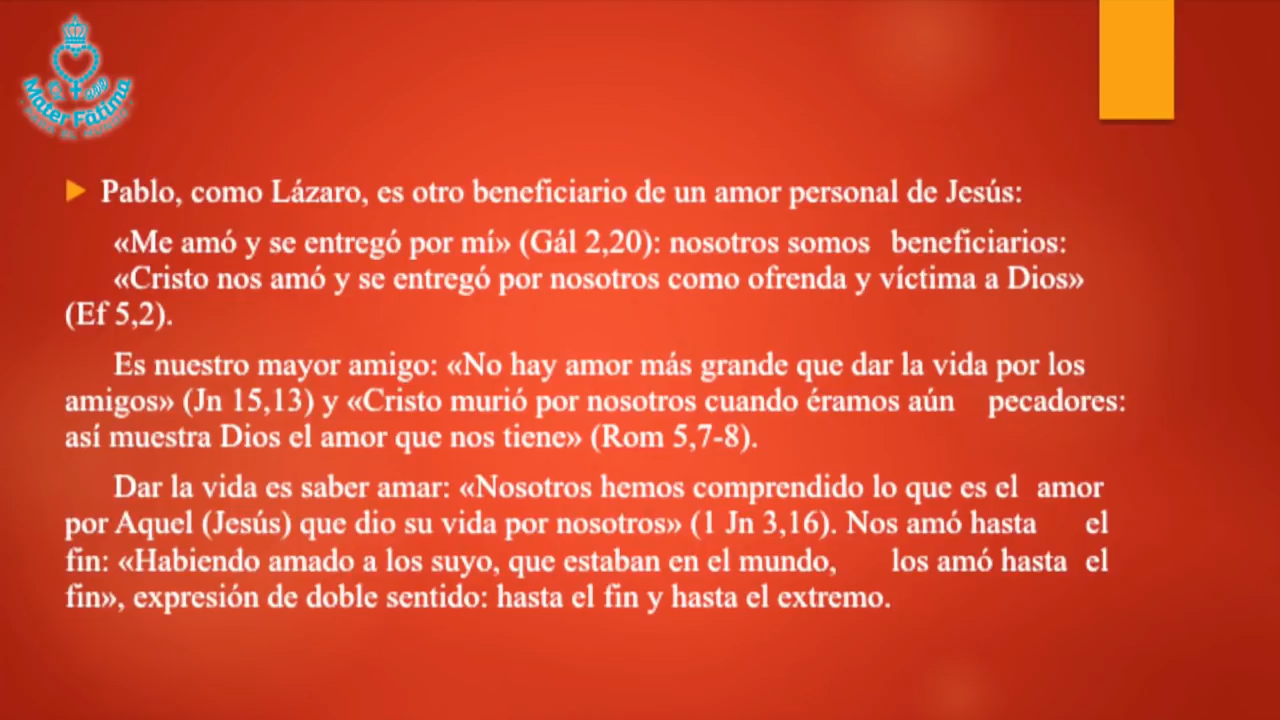 Mater Fátima
Pablo, como Lázaro, es otro beneficiario de un amor personal de Jesús:
«Me amó y se entregó por mí» (Gál 2,20): nosotros somos beneficiarios:
«Cristo nos amó y se entregó por nosotros como ofrenda y víctima a Dios»
(Ef 5,2).
Es nuestro mayor amigo: «No hay amor más grande que dar la vida por los
amigos» (Jn 15,13) y «Cristo murió por nosotros cuando éramos aún pecadores:
así muestra Dios el amor que nos tiene» (Rom 5,7-8).
Dar la vida es saber amar: «Nosotros hemos comprendido lo que es el amor
por Aquel (Jesús) que dio su vida por nosotros» (1 Jn 3,16). Nos amó hasta el
fin: «Habiendo amado a los suyo, que estaban en el mundo, los amó hasta el
fin», expresión de doble sentido: hasta el fin y hasta el extremo.